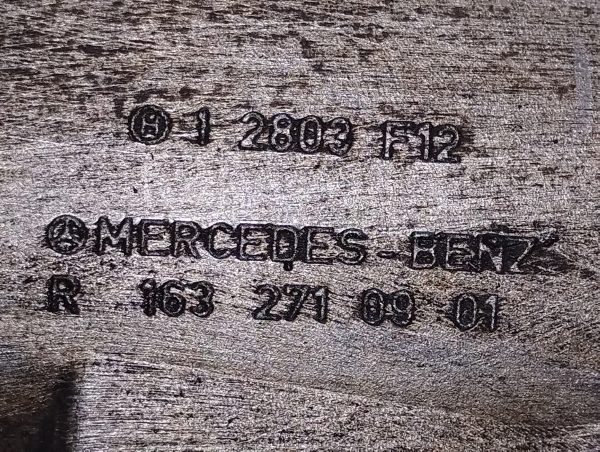 H 1 2803 F12
MERCEDES-BENZ
R 163 271 09 01